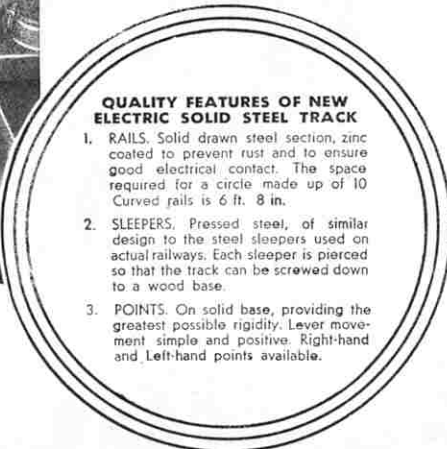 QUALITY FEATURES OF NEW
ELECTRIC SOLID STEEL TRACK
1. RAILS. Solid drawn steel section, zinc
coated to prevent rust and to ensure
good electrical contact. The space
required for a circle made up of 10
Curved rails is 6 ft. 8 in.
2. SLEEPERS. Pressed steel, of similar
design to the steel sleepers used on
actual railways. Each sleeper is pierced
so that the track can be screwed down
to a wood base.
3. POINTS. On solid base, providing the
greatest possible rigidity. Lever move-
ment simple and positive. Right-hand
and Left-hand points available.